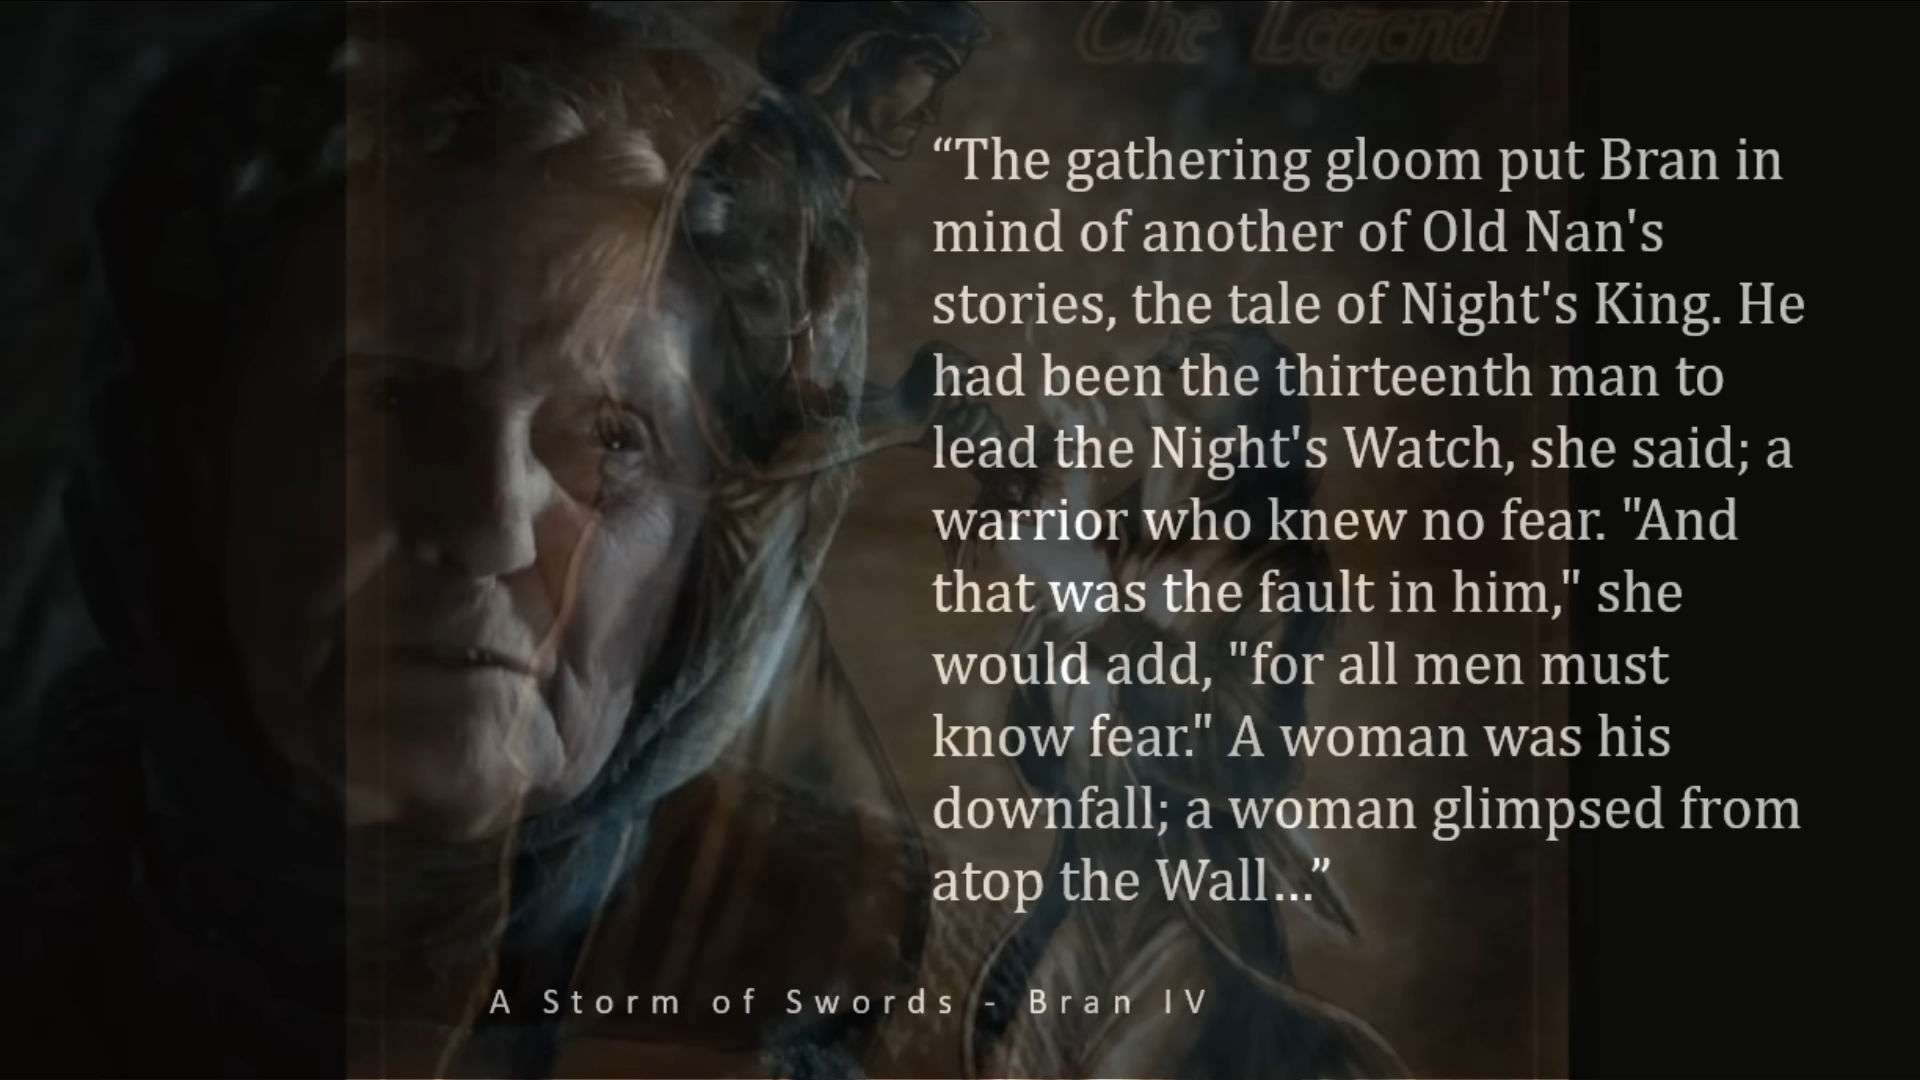 The Legend
“The gathering gloom put Bran in
mind of another of Old Nan's
stories, the tale of Night's King. He
had been the thirteenth man to
lead the Night's Watch, she said; a
warrior who knew no fear. "And
that was the fault in him," she
would add, "for all men must
know fear." A woman was his
downfall; a woman glimpsed from
atop the Wall...”
A Storm of Swords - Bran IV